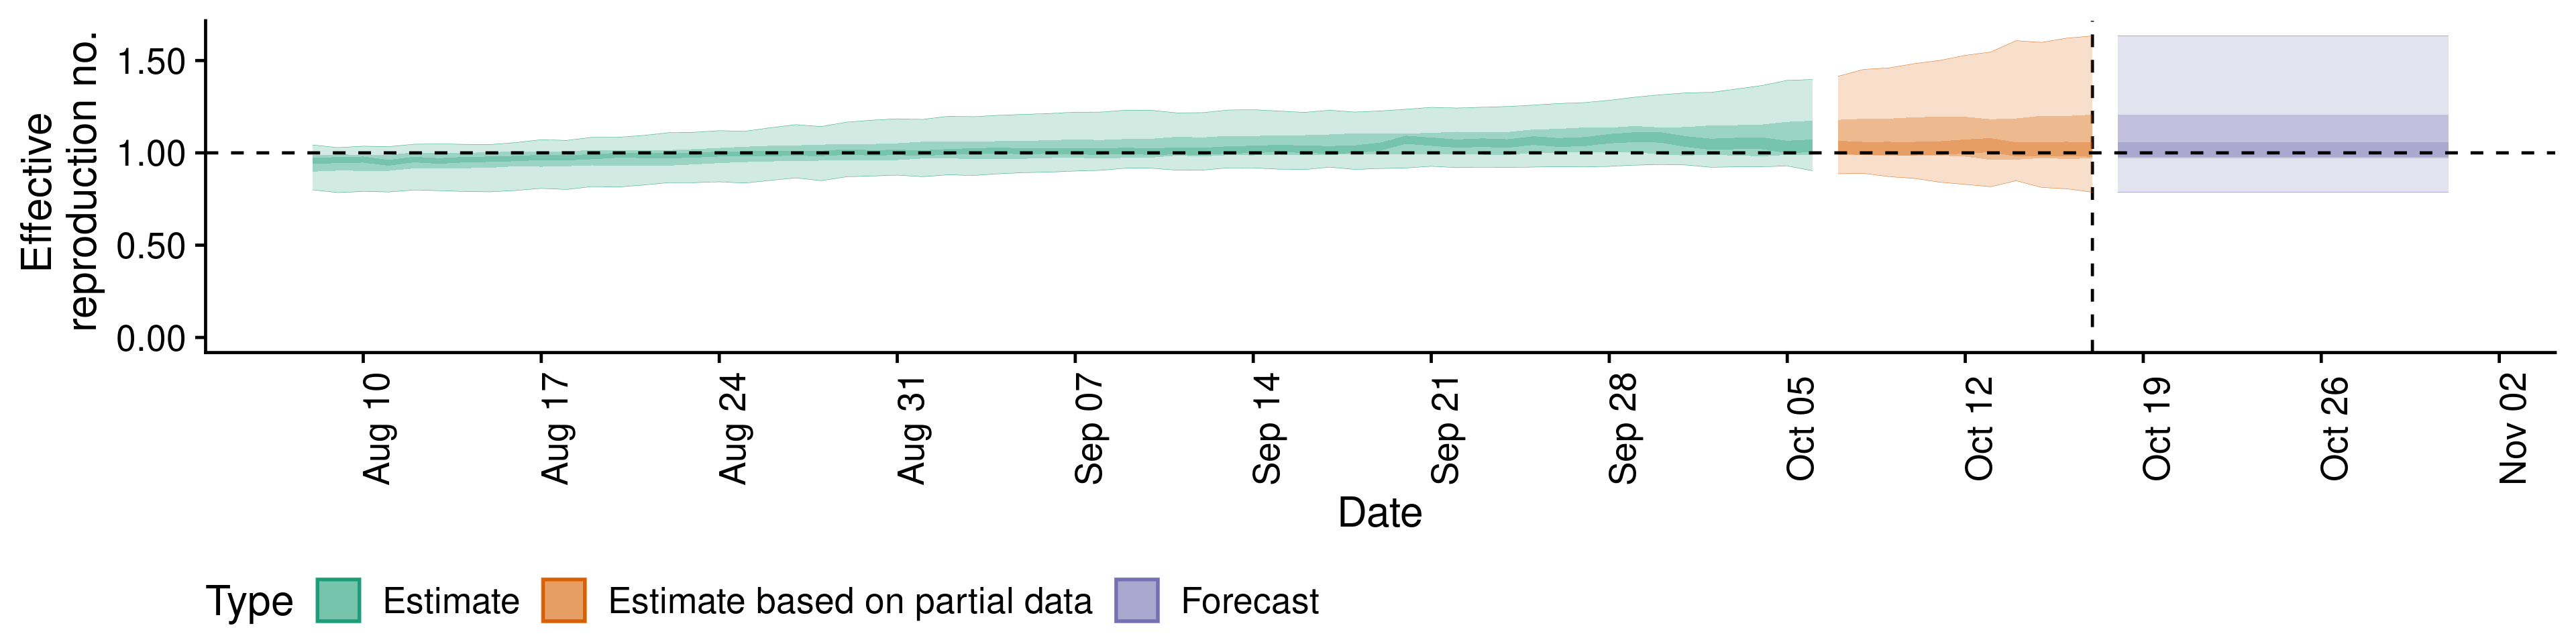 Effective
reproduction no.
1.50
1.00
0.50
0.00
Aug 10
Aug 17
Aug 24
Aug 31
Sep 07
Sep 14
Sep 21
Sep 28
Oct 05
Oct 12
Oct 19
Oct 26
Nov 02
Date
Type Estimate Estimate based on partial data Forecast